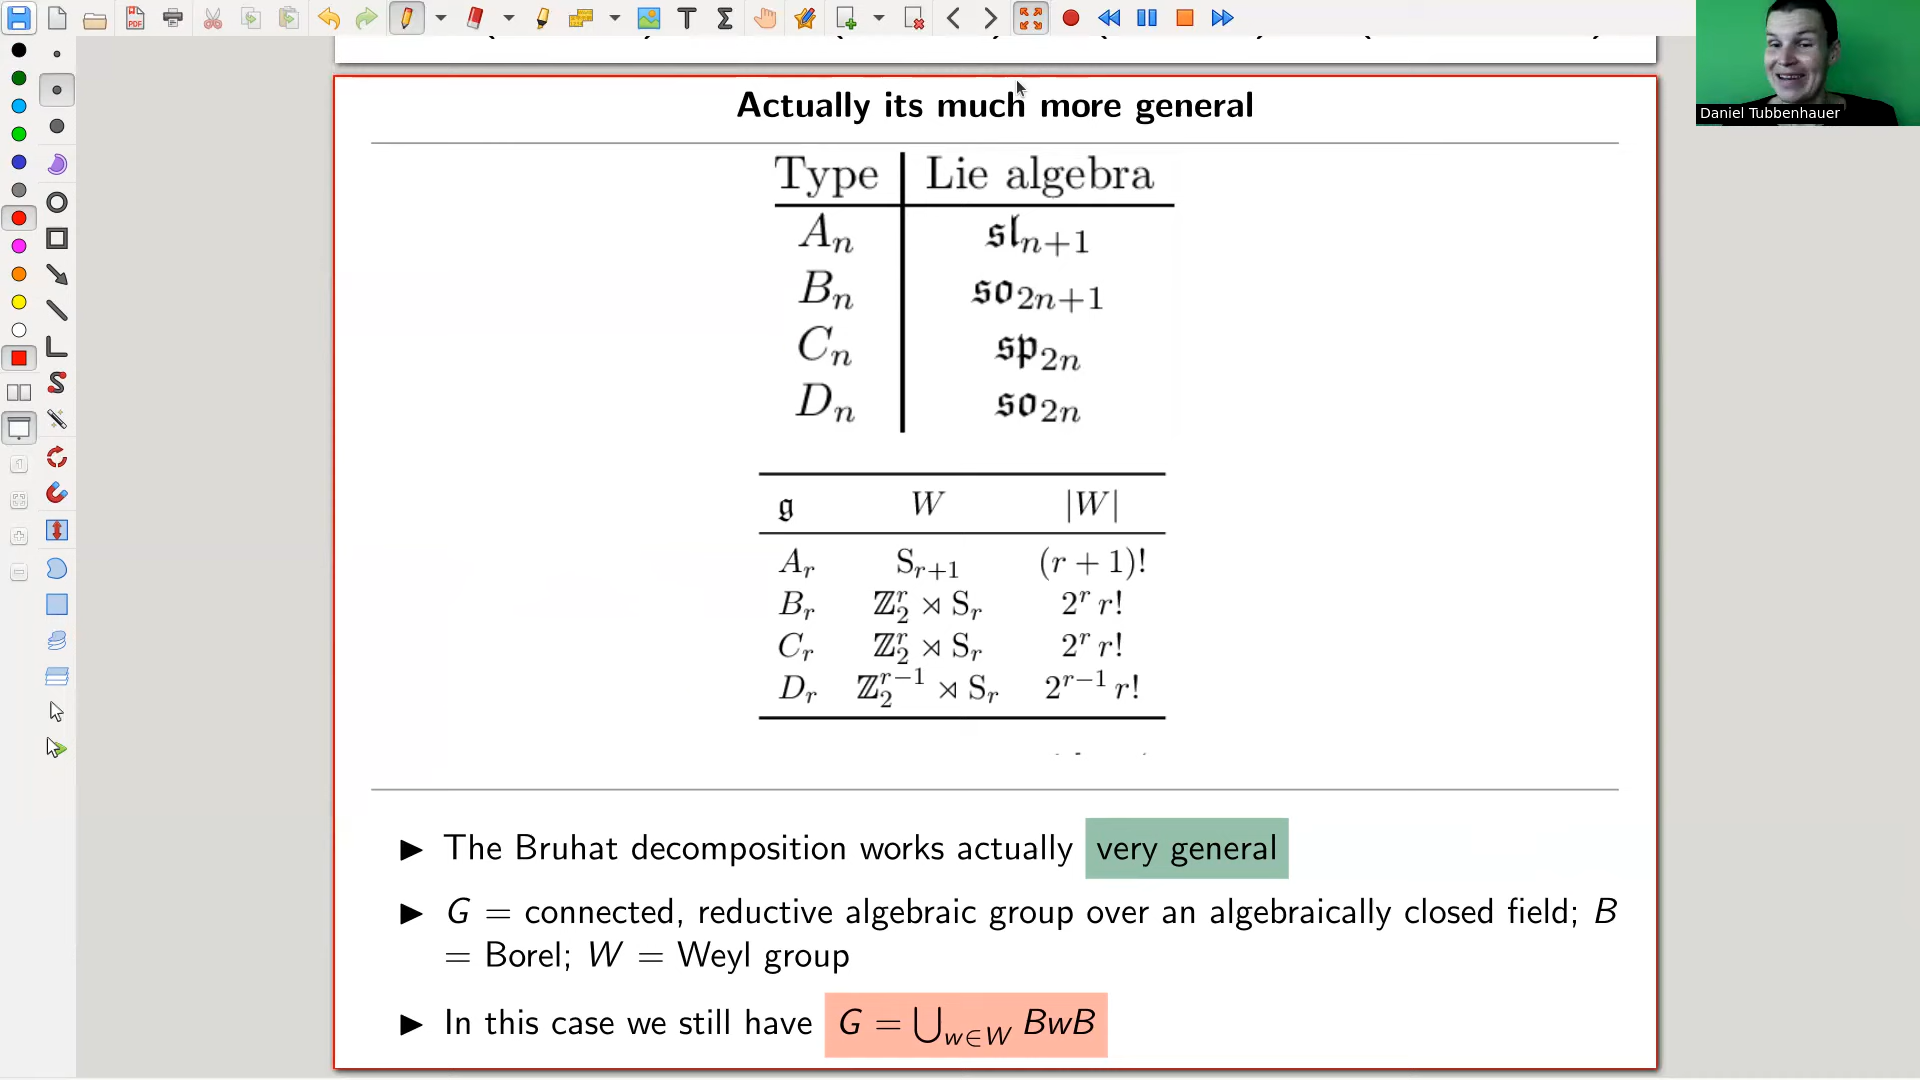 Actually its much more general
Daniel Tubbenhauer
Type Lie algebra
A_n 𝔰𝔩_{n+1}
B_n 𝔰𝔬_{2n+1}
C_n 𝔰𝔭_{2n}
D_n 𝔰𝔬_{2n}
𝔤 W |W|
A_r S_{r+1} (r + 1)!
B_r ℤ_2^r ⋊ S_r 2^r r!
C_r ℤ_2^r ⋊ S_r 2^r r!
D_r ℤ_2^{r−1} ⋊ S_r 2^{r−1} r!
▶ The Bruhat decomposition works actually very general
▶ G = connected, reductive algebraic group over an algebraically closed field; B
= Borel; W = Weyl group
▶ In this case we still have G = ⋃_{w∈W} BwB